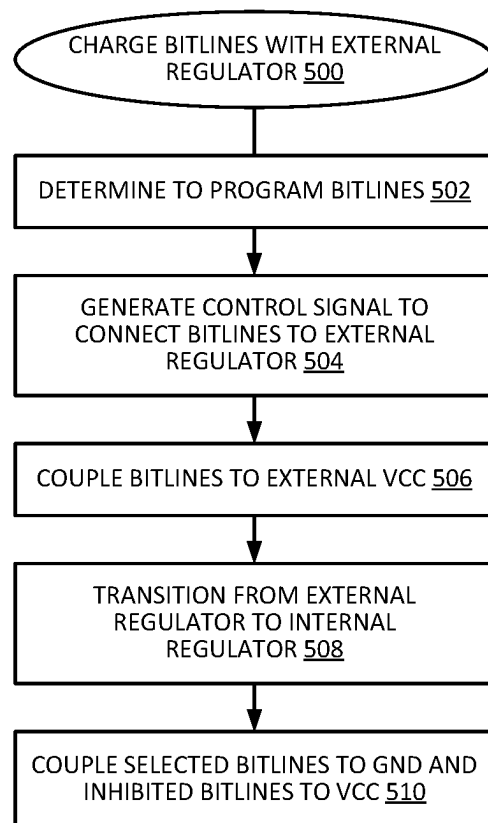 CHARGE BITLINES WITH EXTERNAL
REGULATOR 500
DETERMINE TO PROGRAM BITLINES 502
GENERATE CONTROL SIGNAL TO
CONNECT BITLINES TO EXTERNAL
REGULATOR 504
COUPLE BITLINES TO EXTERNAL VCC 506
TRANSITION FROM EXTERNAL
REGULATOR TO INTERNAL
REGULATOR 508
COUPLE SELECTED BITLINES TO GND AND
INHIBITED BITLINES TO VCC 510